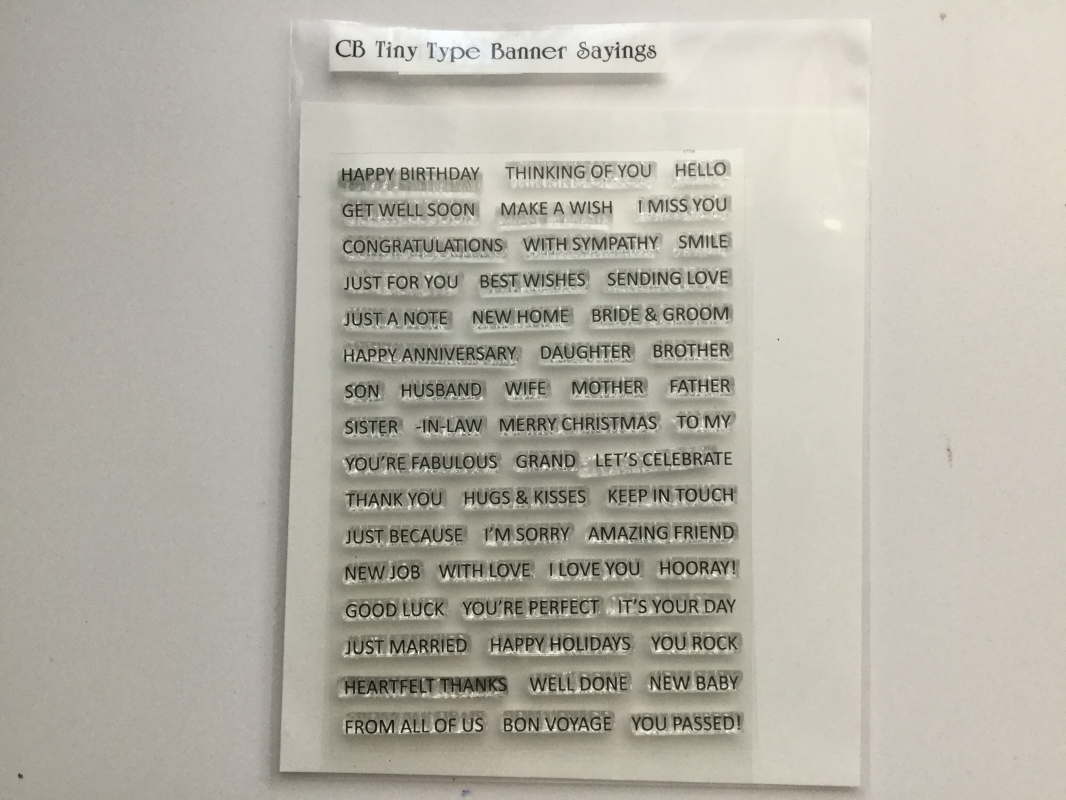 CB Tiny Type Banner Sayings
HAPPY BIRTHDAY THINKING OF YOU HELLO
GET WELL SOON MAKE A WISH I MISS YOU
CONGRATULATIONS WITH SYMPATHY SMILE
JUST FOR YOU BEST WISHES SENDING LOVE
JUST A NOTE NEW HOME BRIDE & GROOM
HAPPY ANNIVERSARY DAUGHTER BROTHER
SON HUSBAND WIFE MOTHER FATHER
SISTER -IN-LAW MERRY CHRISTMAS TO MY
YOU'RE FABULOUS GRAND LET'S CELEBRATE
THANK YOU HUGS & KISSES KEEP IN TOUCH
JUST BECAUSE I'M SORRY AMAZING FRIEND
NEW JOB WITH LOVE I LOVE YOU HOORAY!
GOOD LUCK YOU'RE PERFECT IT'S YOUR DAY
JUST MARRIED HAPPY HOLIDAYS YOU ROCK
HEARTFELT THANKS WELL DONE NEW BABY
FROM ALL OF US BON VOYAGE YOU PASSED!